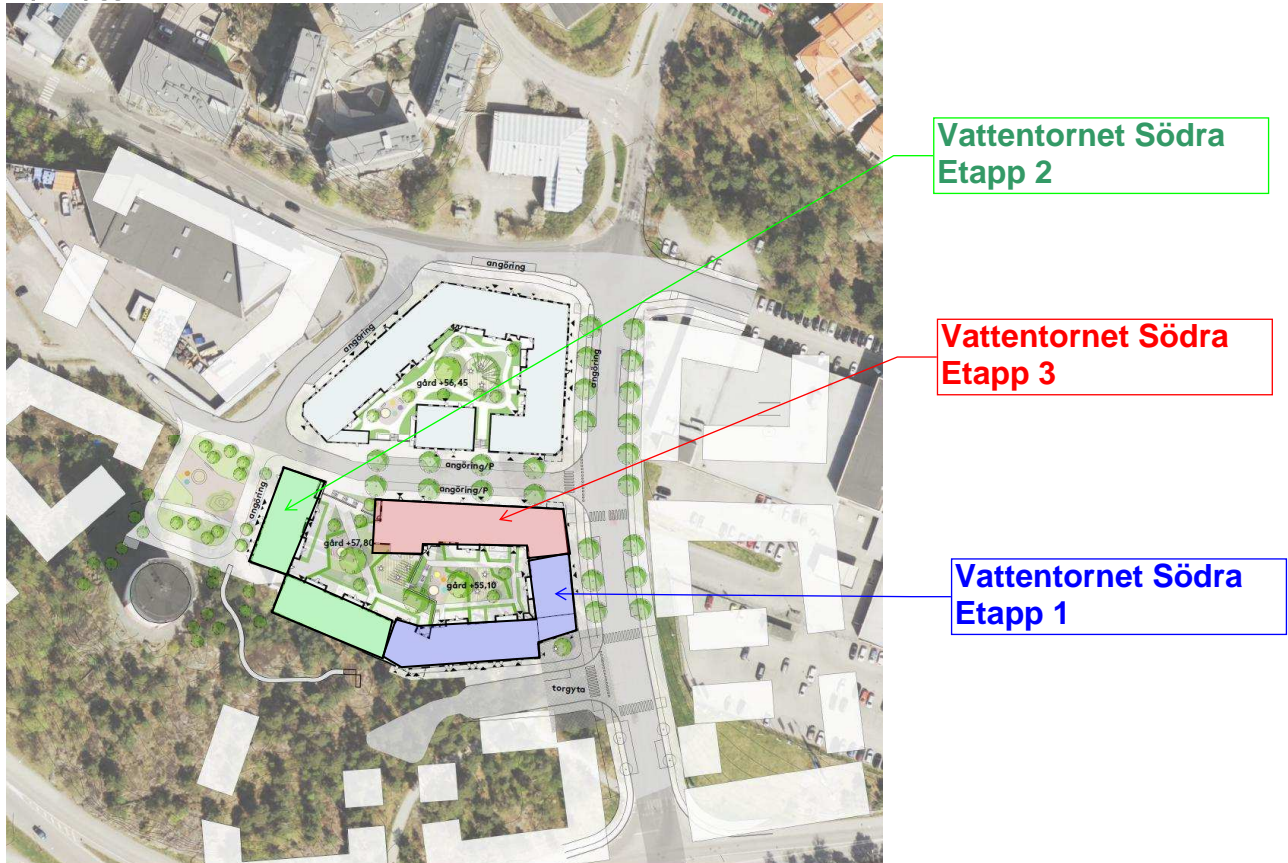 Vattentornet Södra
Etapp 2
angöring
angöring
angöring
Vattentornet Södra
Etapp 3
gård +56,45
angöring/P
angöring/P
angöring
gård +57,80
gård +55,10
Vattentornet Södra
Etapp 1
torgyta